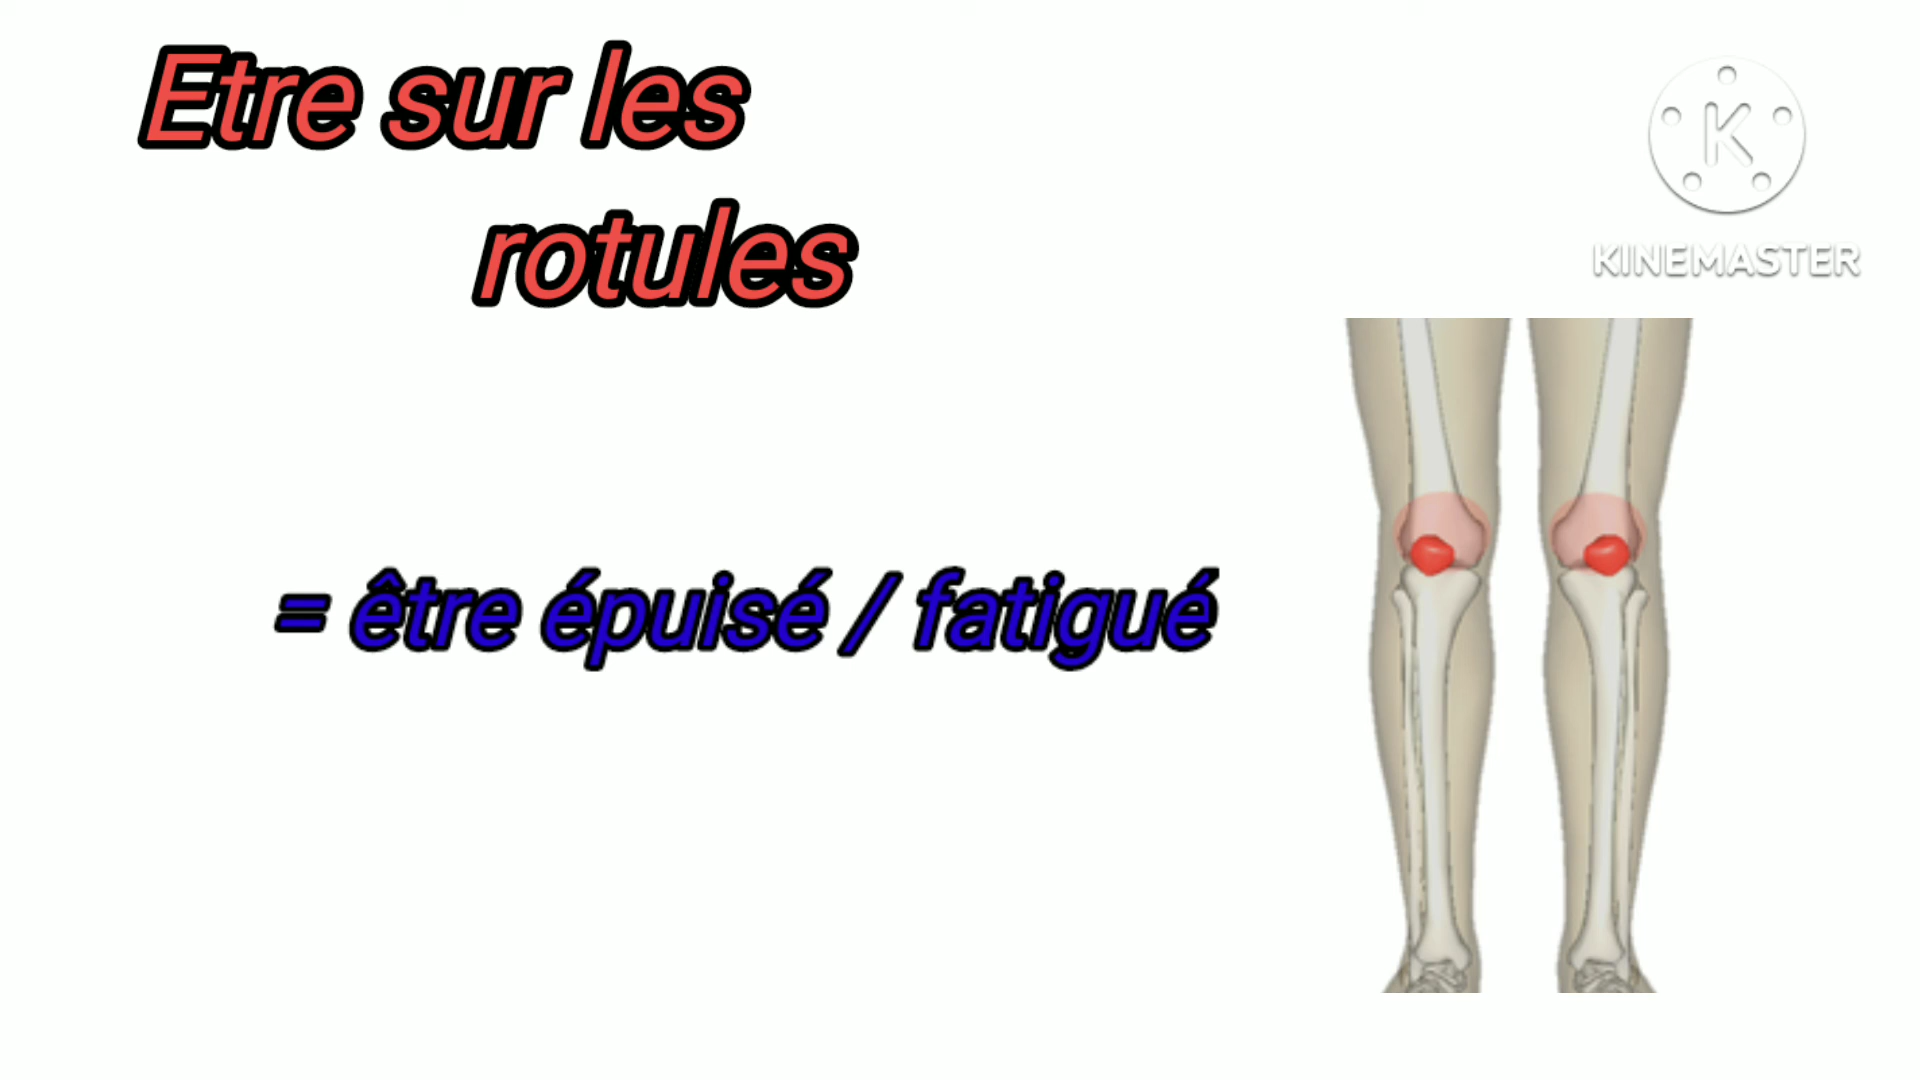 Etre sur les
rotules
K
KINEMASTER
= être épuisé / fatigué